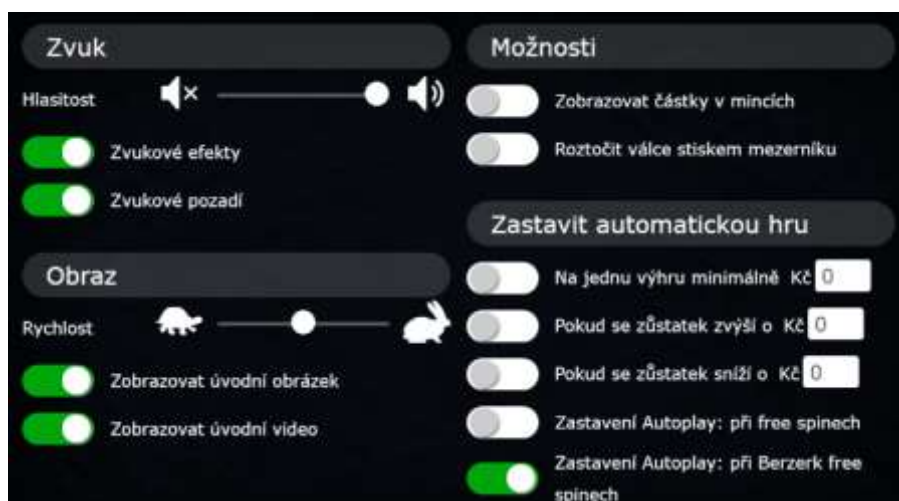 Zvuk
Hlasitost
Zvukové efekty
Zvukové pozadí
Obraz
Rychlost
Zobrazovat úvodní obrázek
Zobrazovat úvodní video
Možnosti
Zobrazovat částky v mincích
Roztočit válce stiskem mezerníku
Zastavit automatickou hru
Na jednu výhru minimálně Kč 0
Pokud se zůstatek zvýší o Kč 0
Pokud se zůstatek sníží o Kč 0
Zastavení Autoplay: při free spinech
Zastavení Autoplay: při Berzerk free
spinech